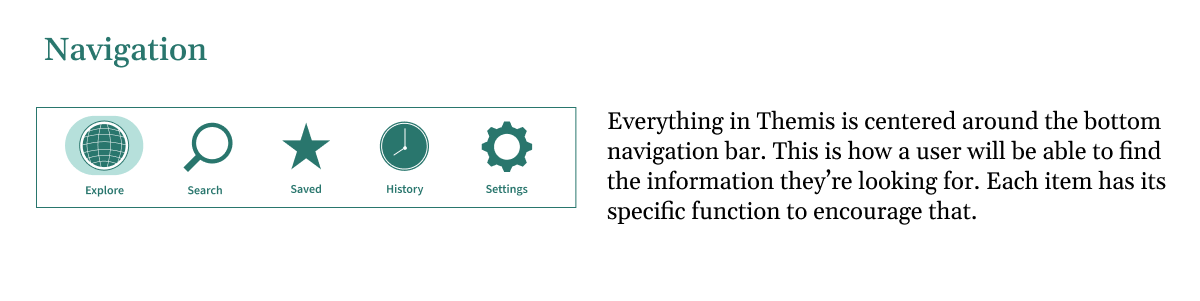 Navigation
Explore
Search
Saved
History
Settings
Everything in Themis is centered around the bottom
navigation bar. This is how a user will be able to find
the information they’re looking for. Each item has its
specific function to encourage that.